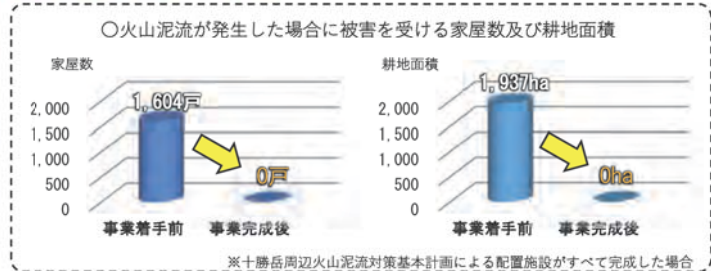 〇火山泥流が発生した場合に被害を受ける家屋数及び耕地面積
家屋数
2,000
1,500
1,000
500
0
1,604戸
0戸
事業着手前 事業完成後
耕地面積
2,000
1,500
1,000
500
0
1,937ha
0ha
事業着手前 事業完成後
※十勝岳周辺火山泥流対策基本計画による配置施設がすべて完成した場合